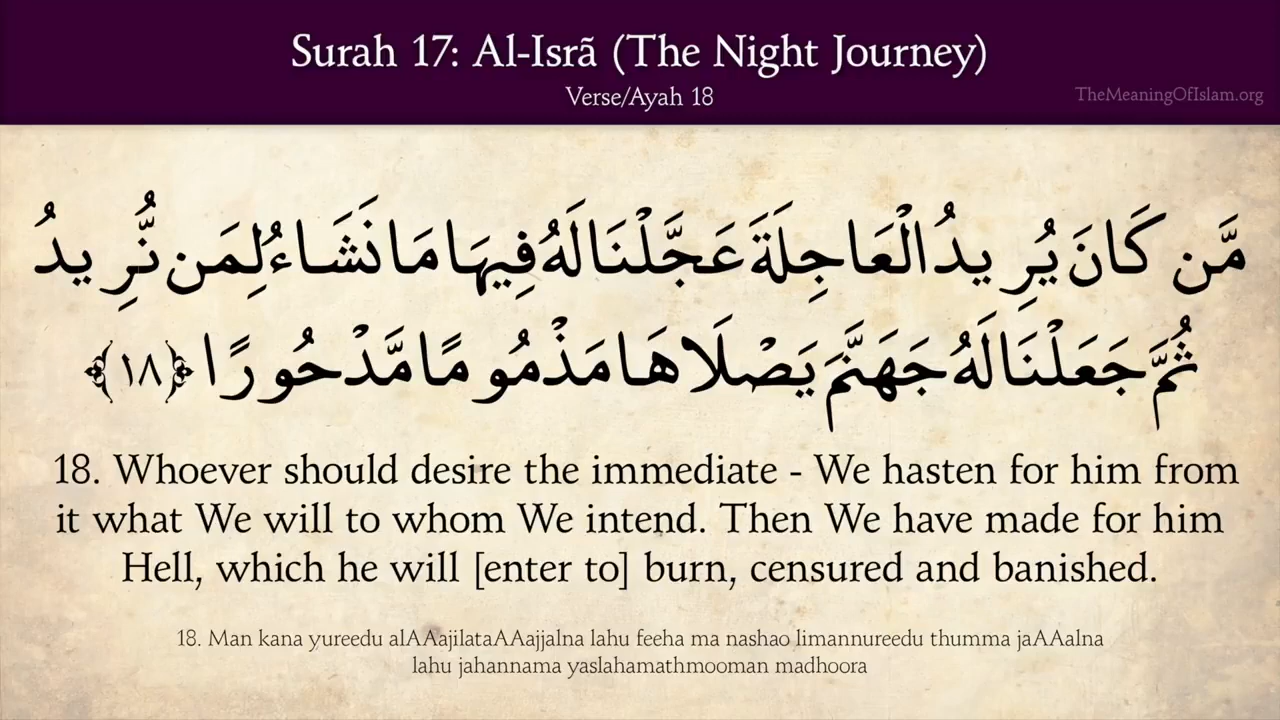 Surah 17: Al-Isrã (The Night Journey)
Verse/Ayah 18
TheMeaningOfIslam.org
مَّن كَانَ يُرِيدُ الْعَاجِلَةَ عَجَّلْنَا لَهُ فِيهَا مَا نَشَاءُ لِمَن نُّرِيدُ
ثُمَّ جَعَلْنَا لَهُ جَهَنَّمَ يَصْلَاهَا مَذْمُومًا مَّدْحُورًا ﴿١٨﴾
18. Whoever should desire the immediate - We hasten for him from
it what We will to whom We intend. Then We have made for him
Hell, which he will [enter to] burn, censured and banished.
18. Man kana yureedu alAAajilataAAajjalna lahu feeha ma nashao limannureedu thumma jaAAalna
lahu jahannama yaslahamathmooman madhoora